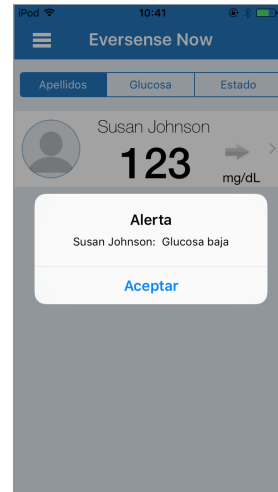 iPod 10:41
Eversense Now
Apellidos Glucosa Estado
Susan Johnson
123
mg/dL
Alerta
Susan Johnson: Glucosa baja
Aceptar